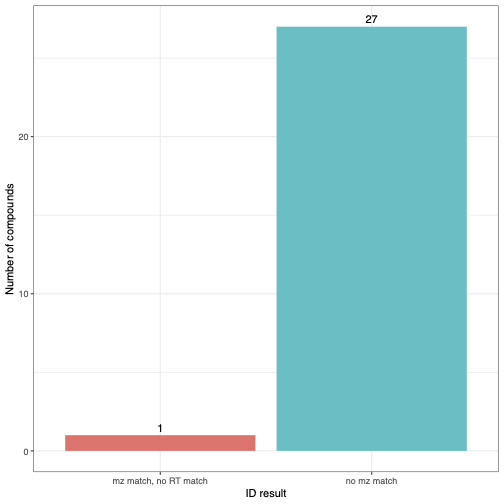 27
20
10
0
1
Number of compounds
mz match, no RT match
no mz match
ID result